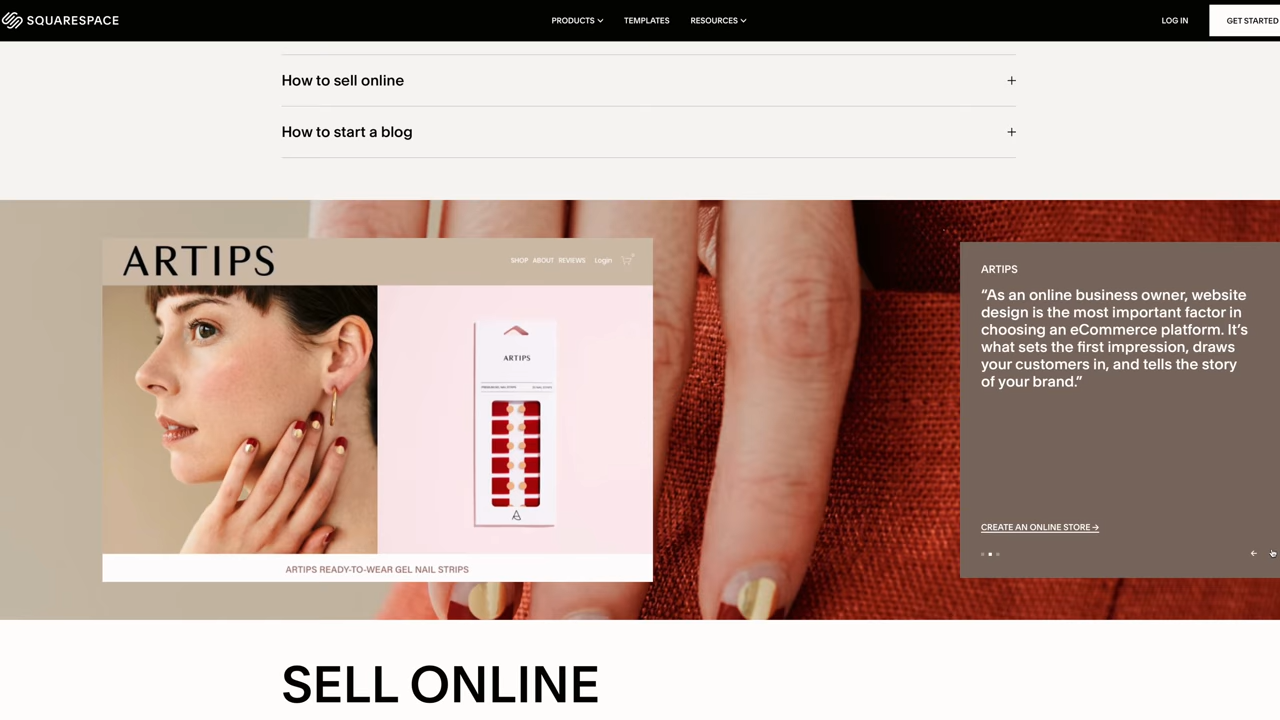 SQUARESPACE
PRODUCTS
TEMPLATES
RESOURCES
LOG IN
GET STARTED
How to sell online
How to start a blog
ARTIPS
SHOP ABOUT REVIEWS Login
ARTIPS
ARTIPS READY-TO-WEAR GEL NAIL STRIPS
ARTIPS
“As an online business owner, website
design is the most important factor in
choosing an eCommerce platform. It’s
what sets the first impression, draws
your customers in, and tells the story
of your brand.”
CREATE AN ONLINE STORE →
SELL ONLINE